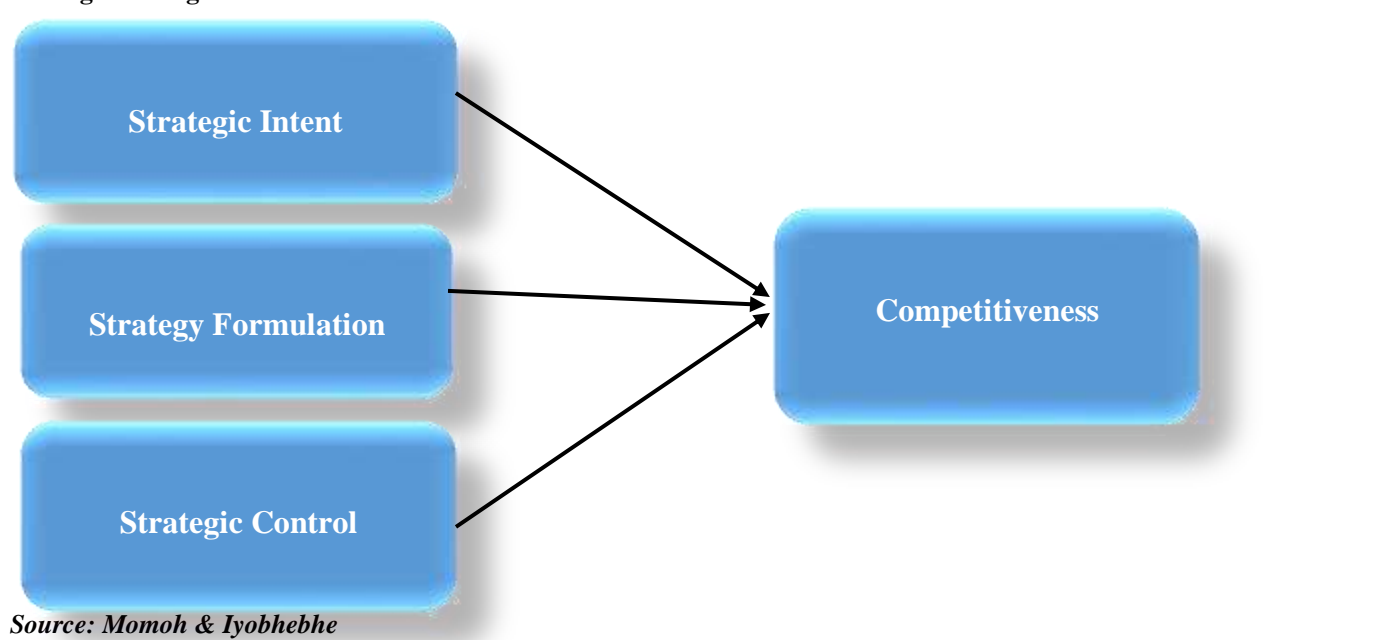 Strategic Intent
Strategy Formulation
Competitiveness
Strategic Control
Source: Momoh & Iyobhebhe